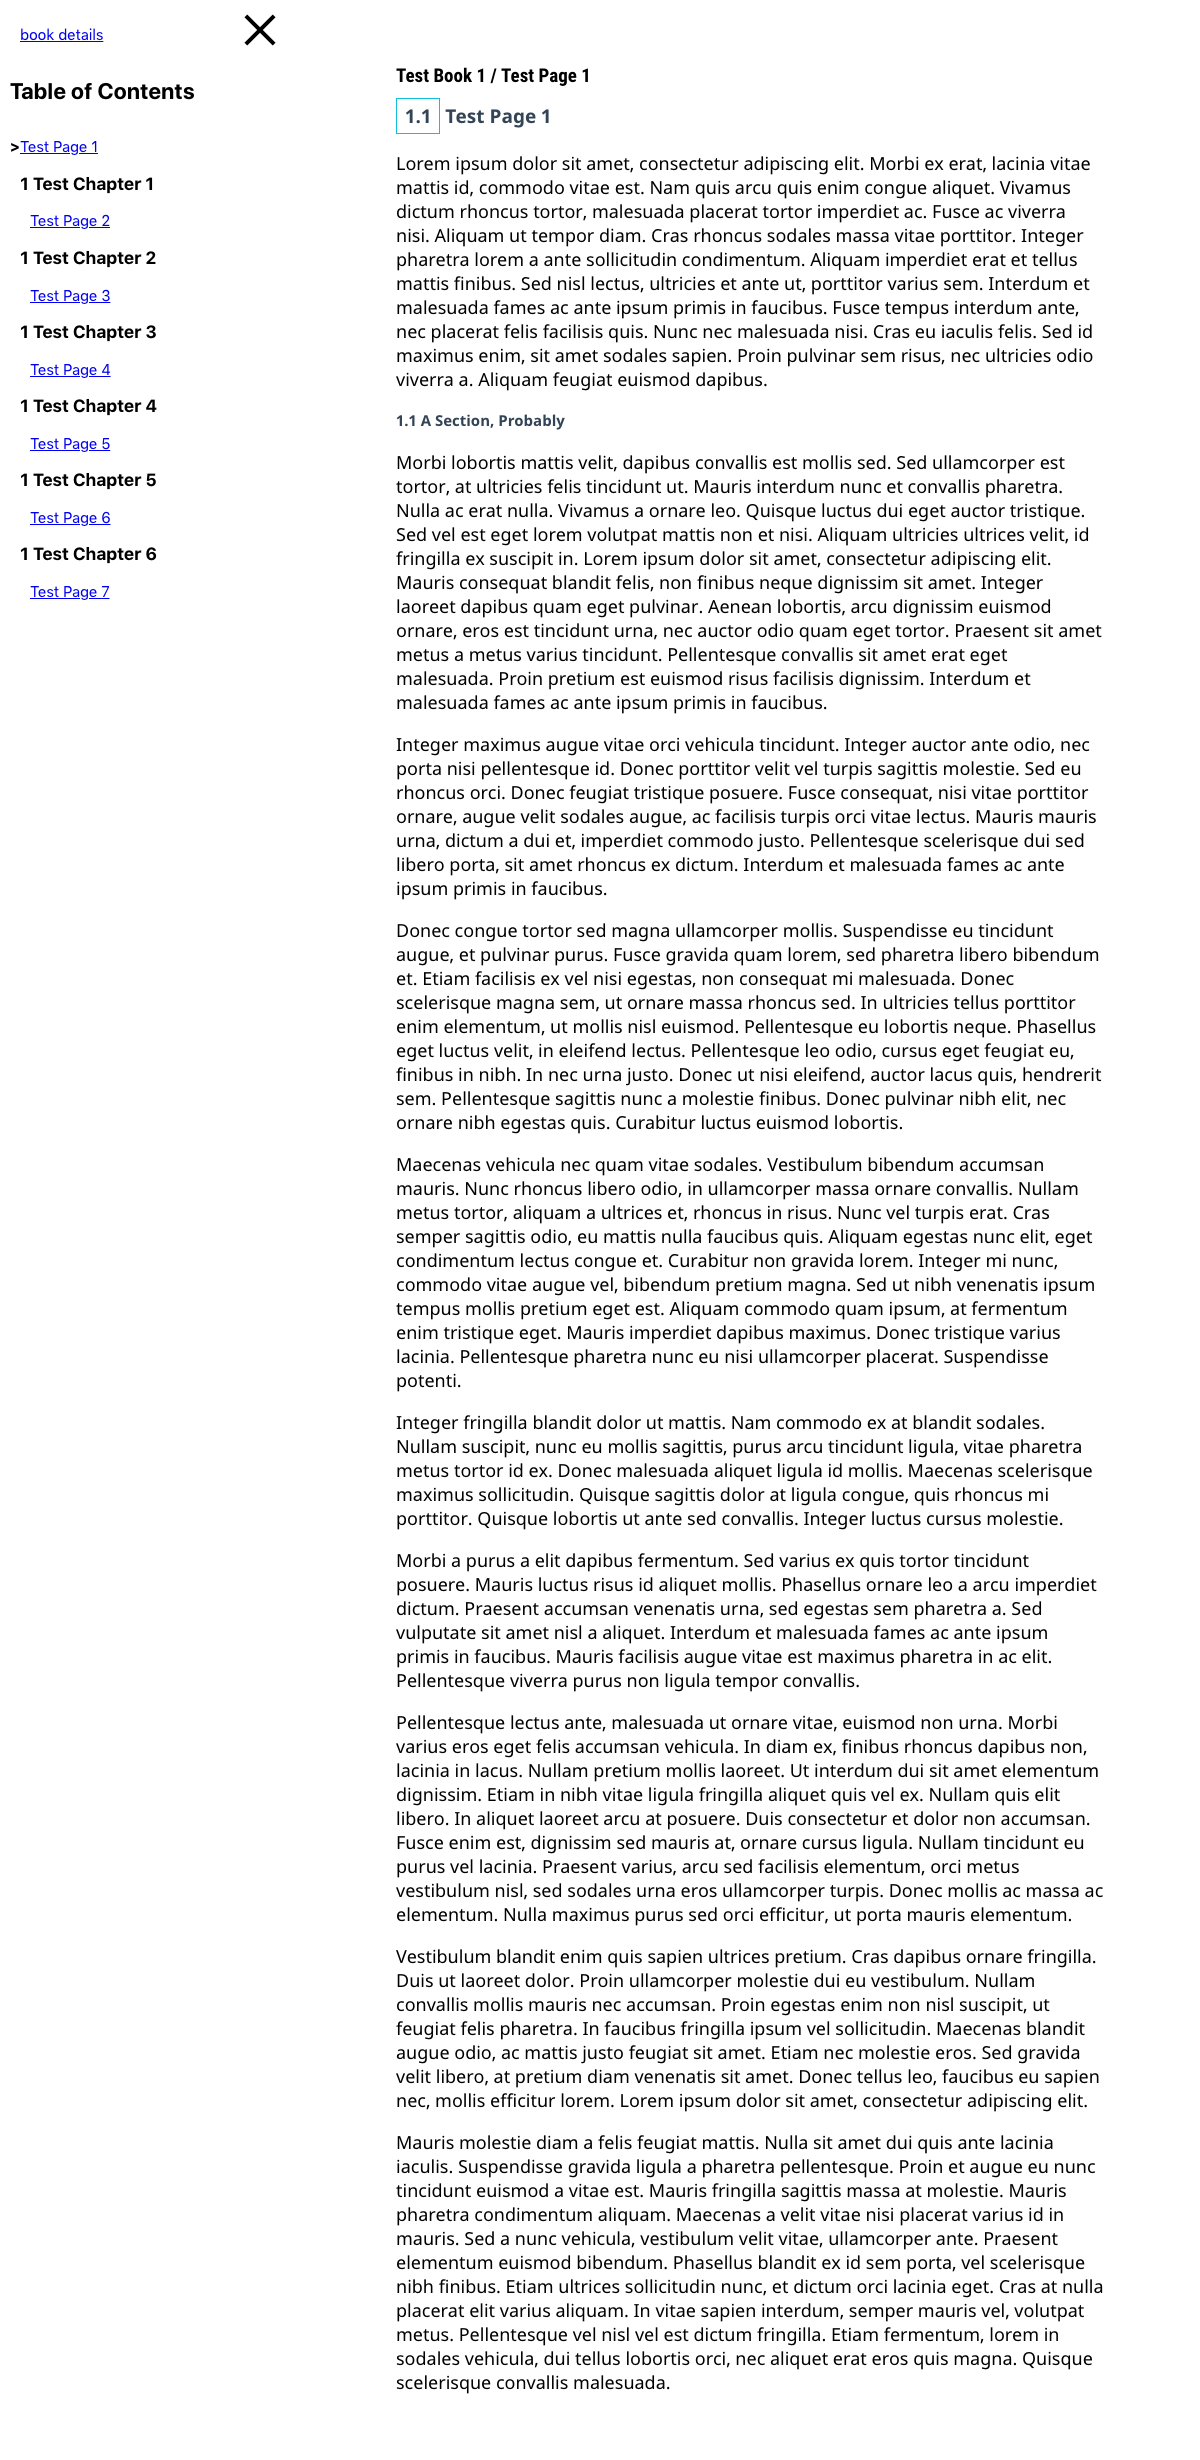 book details
Table of Contents
>Test Page 1
1 Test Chapter 1
Test Page 2
1 Test Chapter 2
Test Page 3
1 Test Chapter 3
Test Page 4
1 Test Chapter 4
Test Page 5
1 Test Chapter 5
Test Page 6
1 Test Chapter 6
Test Page 7
Test Book 1 / Test Page 1
1.1 Test Page 1
Lorem ipsum dolor sit amet, consectetur adipiscing elit. Morbi ex erat, lacinia vitae
mattis id, commodo vitae est. Nam quis arcu quis enim congue aliquet. Vivamus
dictum rhoncus tortor, malesuada placerat tortor imperdiet ac. Fusce ac viverra
nisi. Aliquam ut tempor diam. Cras rhoncus sodales massa vitae porttitor. Integer
pharetra lorem a ante sollicitudin condimentum. Aliquam imperdiet erat et tellus
mattis finibus. Sed nisl lectus, ultricies et ante ut, porttitor varius sem. Interdum et
malesuada fames ac ante ipsum primis in faucibus. Fusce tempus interdum ante,
nec placerat felis facilisis quis. Nunc nec malesuada nisi. Cras eu iaculis felis. Sed id
maximus enim, sit amet sodales sapien. Proin pulvinar sem risus, nec ultricies odio
viverra a. Aliquam feugiat euismod dapibus.
1.1 A Section, Probably
Morbi lobortis mattis velit, dapibus convallis est mollis sed. Sed ullamcorper est
tortor, at ultricies felis tincidunt ut. Mauris interdum nunc et convallis pharetra.
Nulla ac erat nulla. Vivamus a ornare leo. Quisque luctus dui eget auctor tristique.
Sed vel est eget lorem volutpat mattis non et nisi. Aliquam ultricies ultrices velit, id
fringilla ex suscipit in. Lorem ipsum dolor sit amet, consectetur adipiscing elit.
Mauris consequat blandit felis, non finibus neque dignissim sit amet. Integer
laoreet dapibus quam eget pulvinar. Aenean lobortis, arcu dignissim euismod
ornare, eros est tincidunt urna, nec auctor odio quam eget tortor. Praesent sit amet
metus a metus varius tincidunt. Pellentesque convallis sit amet erat eget
malesuada. Proin pretium est euismod risus facilisis dignissim. Interdum et
malesuada fames ac ante ipsum primis in faucibus.
Integer maximus augue vitae orci vehicula tincidunt. Integer auctor ante odio, nec
porta nisi pellentesque id. Donec porttitor velit vel turpis sagittis molestie. Sed eu
rhoncus orci. Donec feugiat tristique posuere. Fusce consequat, nisi vitae porttitor
ornare, augue velit sodales augue, ac facilisis turpis orci vitae lectus. Mauris mauris
urna, dictum a dui et, imperdiet commodo justo. Pellentesque scelerisque dui sed
libero porta, sit amet rhoncus ex dictum. Interdum et malesuada fames ac ante
ipsum primis in faucibus.
Donec congue tortor sed magna ullamcorper mollis. Suspendisse eu tincidunt
augue, et pulvinar purus. Fusce gravida quam lorem, sed pharetra libero bibendum
et. Etiam facilisis ex vel nisi egestas, non consequat mi malesuada. Donec
scelerisque magna sem, ut ornare massa rhoncus sed. In ultricies tellus porttitor
enim elementum, ut mollis nisl euismod. Pellentesque eu lobortis neque. Phasellus
eget luctus velit, in eleifend lectus. Pellentesque leo odio, cursus eget feugiat eu,
finibus in nibh. In nec urna justo. Donec ut nisi eleifend, auctor lacus quis, hendrerit
sem. Pellentesque sagittis nunc a molestie finibus. Donec pulvinar nibh elit, nec
ornare nibh egestas quis. Curabitur luctus euismod lobortis.
Maecenas vehicula nec quam vitae sodales. Vestibulum bibendum accumsan
mauris. Nunc rhoncus libero odio, in ullamcorper massa ornare convallis. Nullam
metus tortor, aliquam a ultrices et, rhoncus in risus. Nunc vel turpis erat. Cras
semper sagittis odio, eu mattis nulla faucibus quis. Aliquam egestas nunc elit, eget
condimentum lectus congue et. Curabitur non gravida lorem. Integer mi nunc,
commodo vitae augue vel, bibendum pretium magna. Sed ut nibh venenatis ipsum
tempus mollis pretium eget est. Aliquam commodo quam ipsum, at fermentum
enim tristique eget. Mauris imperdiet dapibus maximus. Donec tristique varius
lacinia. Pellentesque pharetra nunc eu nisi ullamcorper placerat. Suspendisse
potenti.
Integer fringilla blandit dolor ut mattis. Nam commodo ex at blandit sodales.
Nullam suscipit, nunc eu mollis sagittis, purus arcu tincidunt ligula, vitae pharetra
metus tortor id ex. Donec malesuada aliquet ligula id mollis. Maecenas scelerisque
maximus sollicitudin. Quisque sagittis dolor at ligula congue, quis rhoncus mi
porttitor. Quisque lobortis ut ante sed convallis. Integer luctus cursus molestie.
Morbi a purus a elit dapibus fermentum. Sed varius ex quis tortor tincidunt
posuere. Mauris luctus risus id aliquet mollis. Phasellus ornare leo a arcu imperdiet
dictum. Praesent accumsan venenatis urna, sed egestas sem pharetra a. Sed
vulputate sit amet nisl a aliquet. Interdum et malesuada fames ac ante ipsum
primis in faucibus. Mauris facilisis augue vitae est maximus pharetra in ac elit.
Pellentesque viverra purus non ligula tempor convallis.
Pellentesque lectus ante, malesuada ut ornare vitae, euismod non urna. Morbi
varius eros eget felis accumsan vehicula. In diam ex, finibus rhoncus dapibus non,
lacinia in lacus. Nullam pretium mollis laoreet. Ut interdum dui sit amet elementum
dignissim. Etiam in nibh vitae ligula fringilla aliquet quis vel ex. Nullam quis elit
libero. In aliquet laoreet arcu at posuere. Duis consectetur et dolor non accumsan.
Fusce enim est, dignissim sed mauris at, ornare cursus ligula. Nullam tincidunt eu
purus vel lacinia. Praesent varius, arcu sed facilisis elementum, orci metus
vestibulum nisl, sed sodales urna eros ullamcorper turpis. Donec mollis ac massa ac
elementum. Nulla maximus purus sed orci efficitur, ut porta mauris elementum.
Vestibulum blandit enim quis sapien ultrices pretium. Cras dapibus ornare fringilla.
Duis ut laoreet dolor. Proin ullamcorper molestie dui eu vestibulum. Nullam
convallis mollis mauris nec accumsan. Proin egestas enim non nisl suscipit, ut
feugiat felis pharetra. In faucibus fringilla ipsum vel sollicitudin. Maecenas blandit
augue odio, ac mattis justo feugiat sit amet. Etiam nec molestie eros. Sed gravida
velit libero, at pretium diam venenatis sit amet. Donec tellus leo, faucibus eu sapien
nec, mollis efficitur lorem. Lorem ipsum dolor sit amet, consectetur adipiscing elit.
Mauris molestie diam a felis feugiat mattis. Nulla sit amet dui quis ante lacinia
iaculis. Suspendisse gravida ligula a pharetra pellentesque. Proin et augue eu nunc
tincidunt euismod a vitae est. Mauris fringilla sagittis massa at molestie. Mauris
pharetra condimentum aliquam. Maecenas a velit vitae nisi placerat varius id in
mauris. Sed a nunc vehicula, vestibulum velit vitae, ullamcorper ante. Praesent
elementum euismod bibendum. Phasellus blandit ex id sem porta, vel scelerisque
nibh finibus. Etiam ultrices sollicitudin nunc, et dictum orci lacinia eget. Cras at nulla
placerat elit varius aliquam. In vitae sapien interdum, semper mauris vel, volutpat
metus. Pellentesque vel nisl vel est dictum fringilla. Etiam fermentum, lorem in
sodales vehicula, dui tellus lobortis orci, nec aliquet erat eros quis magna. Quisque
scelerisque convallis malesuada.